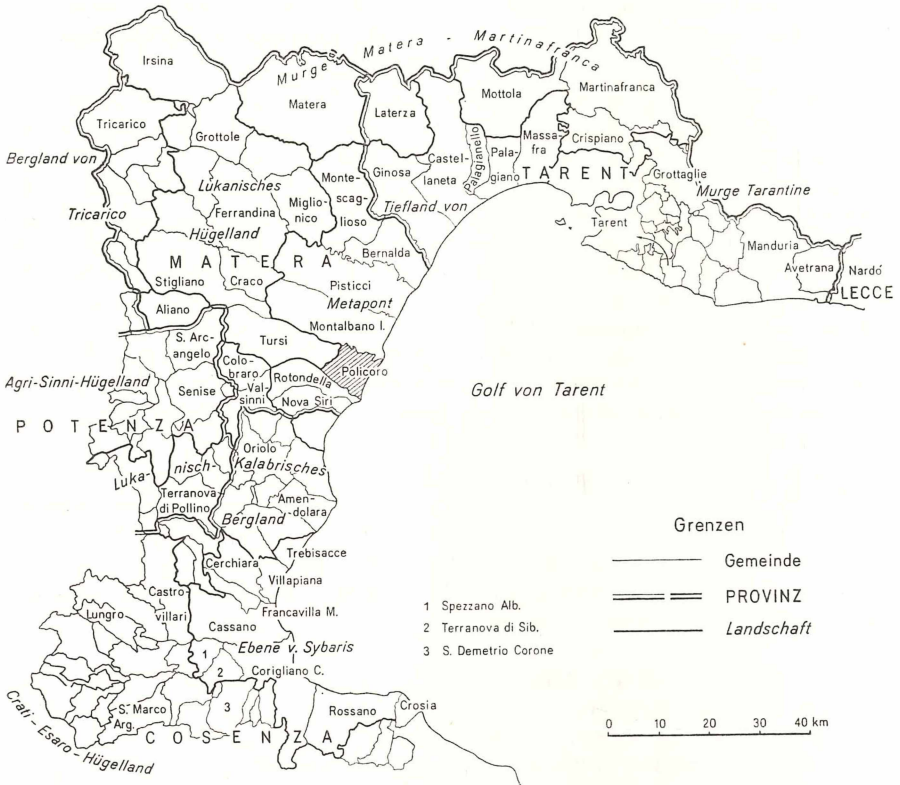 Irsina
Murge Matera - Martinafranca
Matera
Laterza
Mottola
Martinafranca
Tricarico
Grottole
Massa-
fra
Crispiano
Bergland von
Tricarico
Lukanisches
Hügelland
Ferrandina
Miglio-
nico
Monte-
scag-
lioso
Ginosa
Castel-
laneta
Palagianello
Pala-
giano
TARENT
Grottaglie
Murge Tarantine
Tiefland von
Metapont
Tarent
Manduria
Avetrana
Nardó
LECCE
Bernalda
MATERA
Stigliano
Craco
Pisticci
Aliano
Montalbano I.
S. Arc-
angelo
Tursi
Colo-
braro
Policoro
Agri-Sinni-Hügelland
Senise
Val-
sinni
Rotondella
Nova Siri
Golf von Tarent
POTENZA
Oriolo
Luka-
nisch-
Kalabrisches
Bergland
Terranova
di Pollino
Amen-
dolara
Trebisacce
Cerchiara
Villapiana
Castro
villari
Francavilla M.
Lungro
Cassano
Ebene v. Sybaris
1
2
3
Corigliano C.
S. Marco
Arg.
Rossano
Crosia
COSENZA
Crati - Esaro - Hügelland
1 Spezzano Alb.
2 Terranova di Sib.
3 S. Demetrio Corone
Grenzen
Gemeinde
PROVINZ
Landschaft
0 10 20 30 40 km